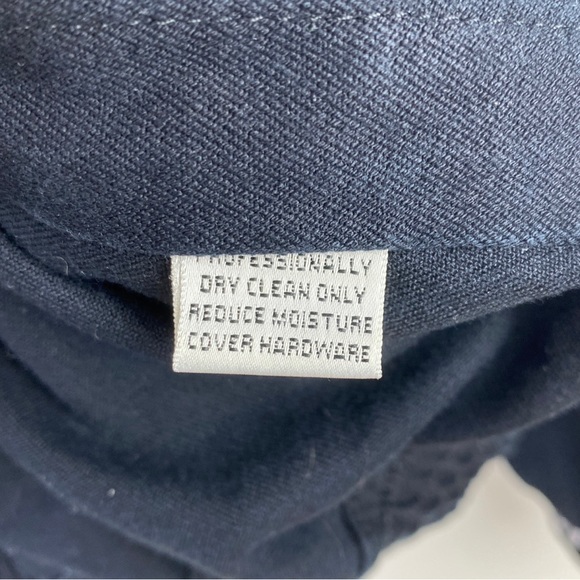 PROFESSIONALLY
DRY CLEAN ONLY
REDUCE MOISTURE
COVER HARDWARE